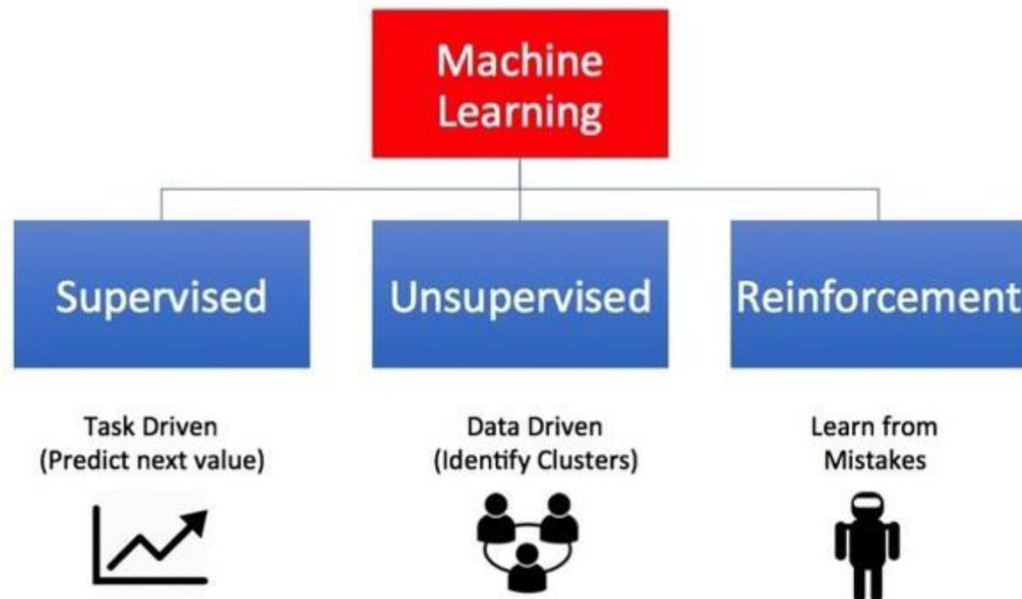 Machine
Learning
Supervised
Unsupervised
Reinforcement
Task Driven
(Predict next value)
Data Driven
(Identify Clusters)
Learn from
Mistakes